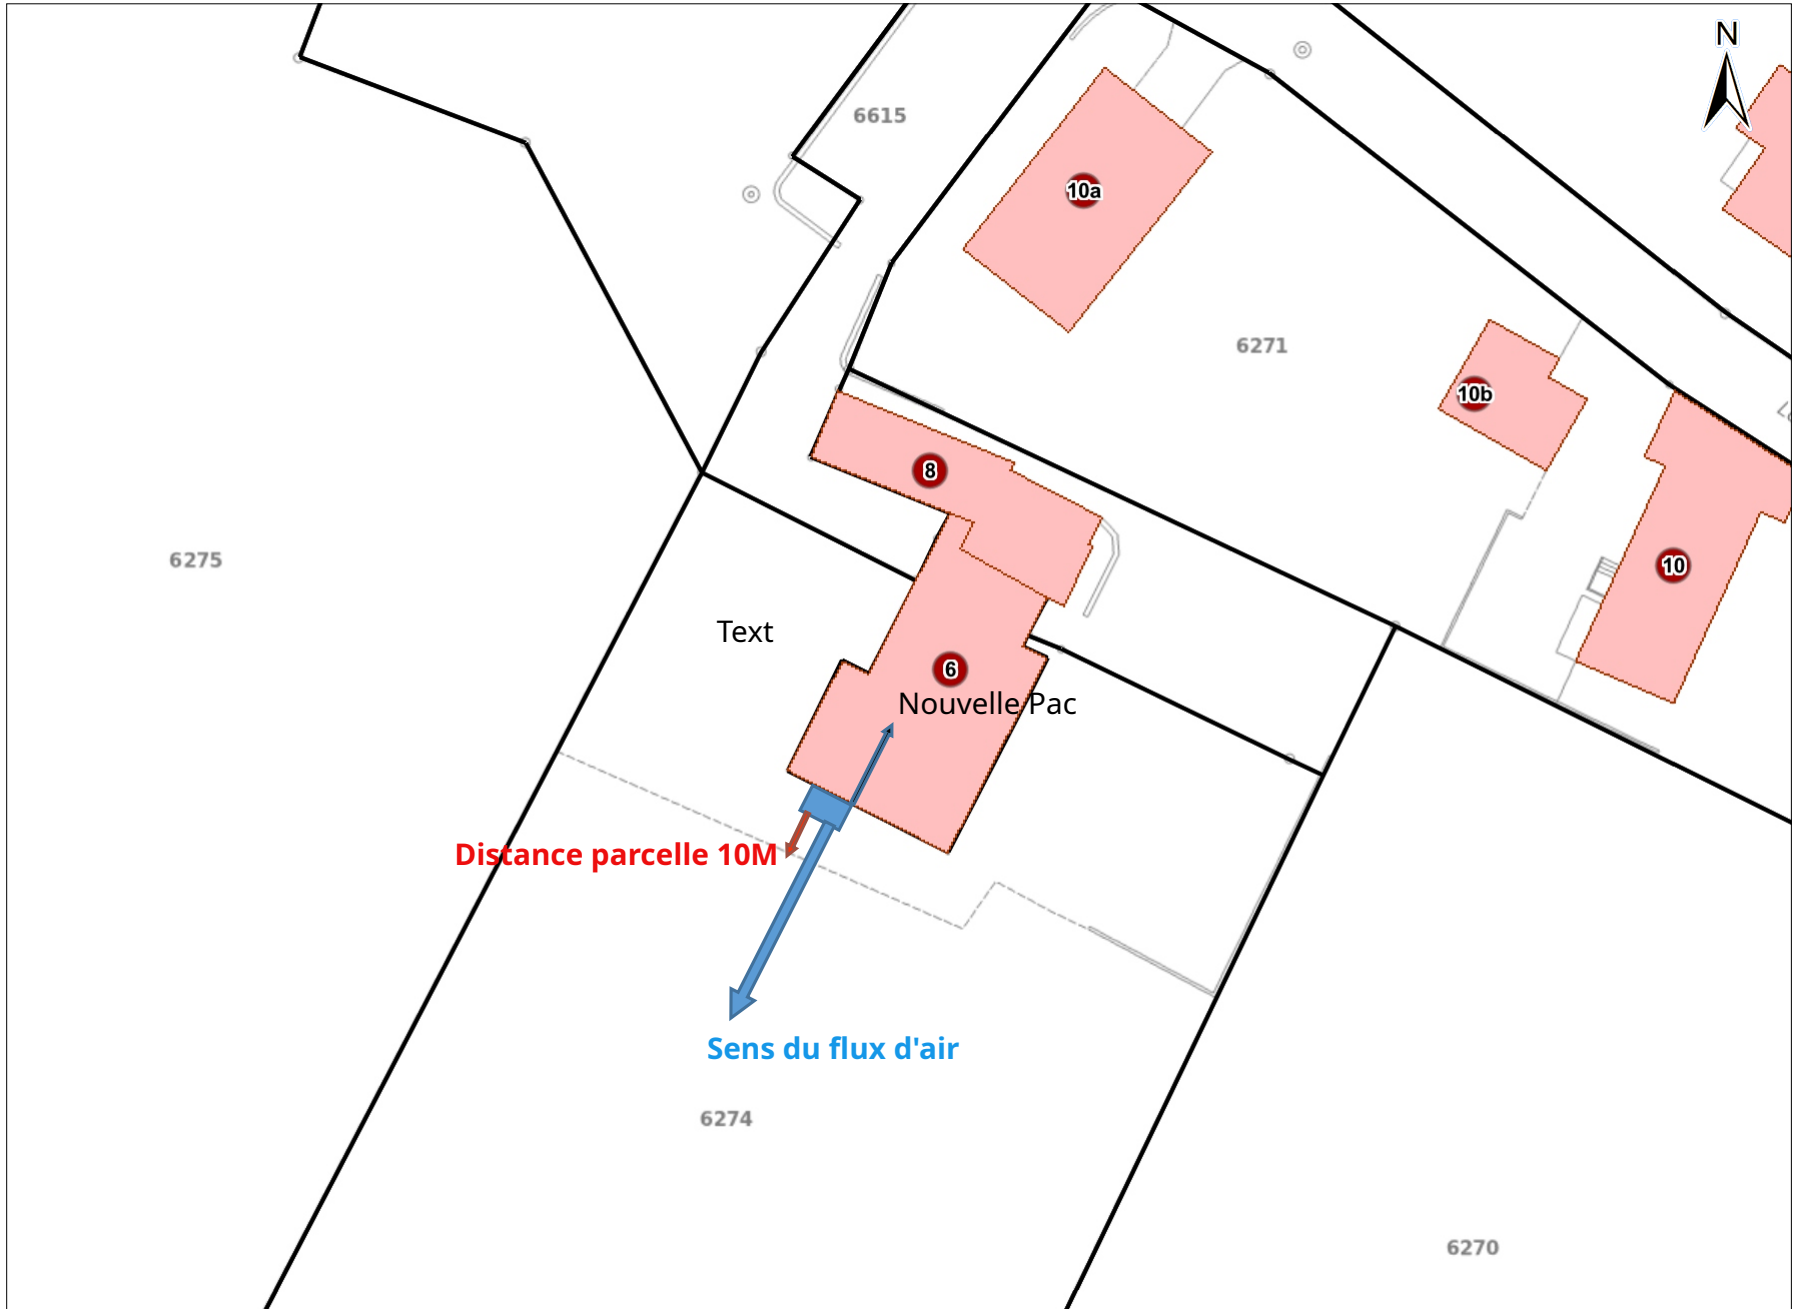 N
6615
10a
6271
10b
8
10
6275
Text
6
Nouvelle Pac
Distance parcelle 10M
Sens du flux d'air
6274
6270